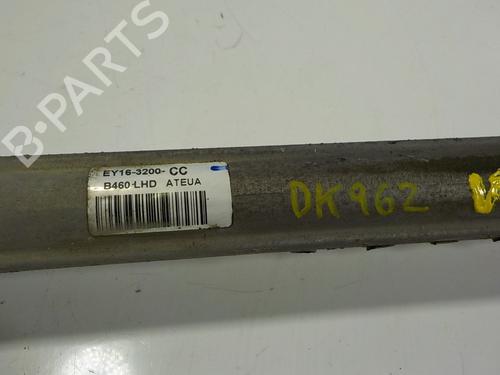 B-PARTS
EY16-3200-CC
B460 LHD ATEUA
DK962